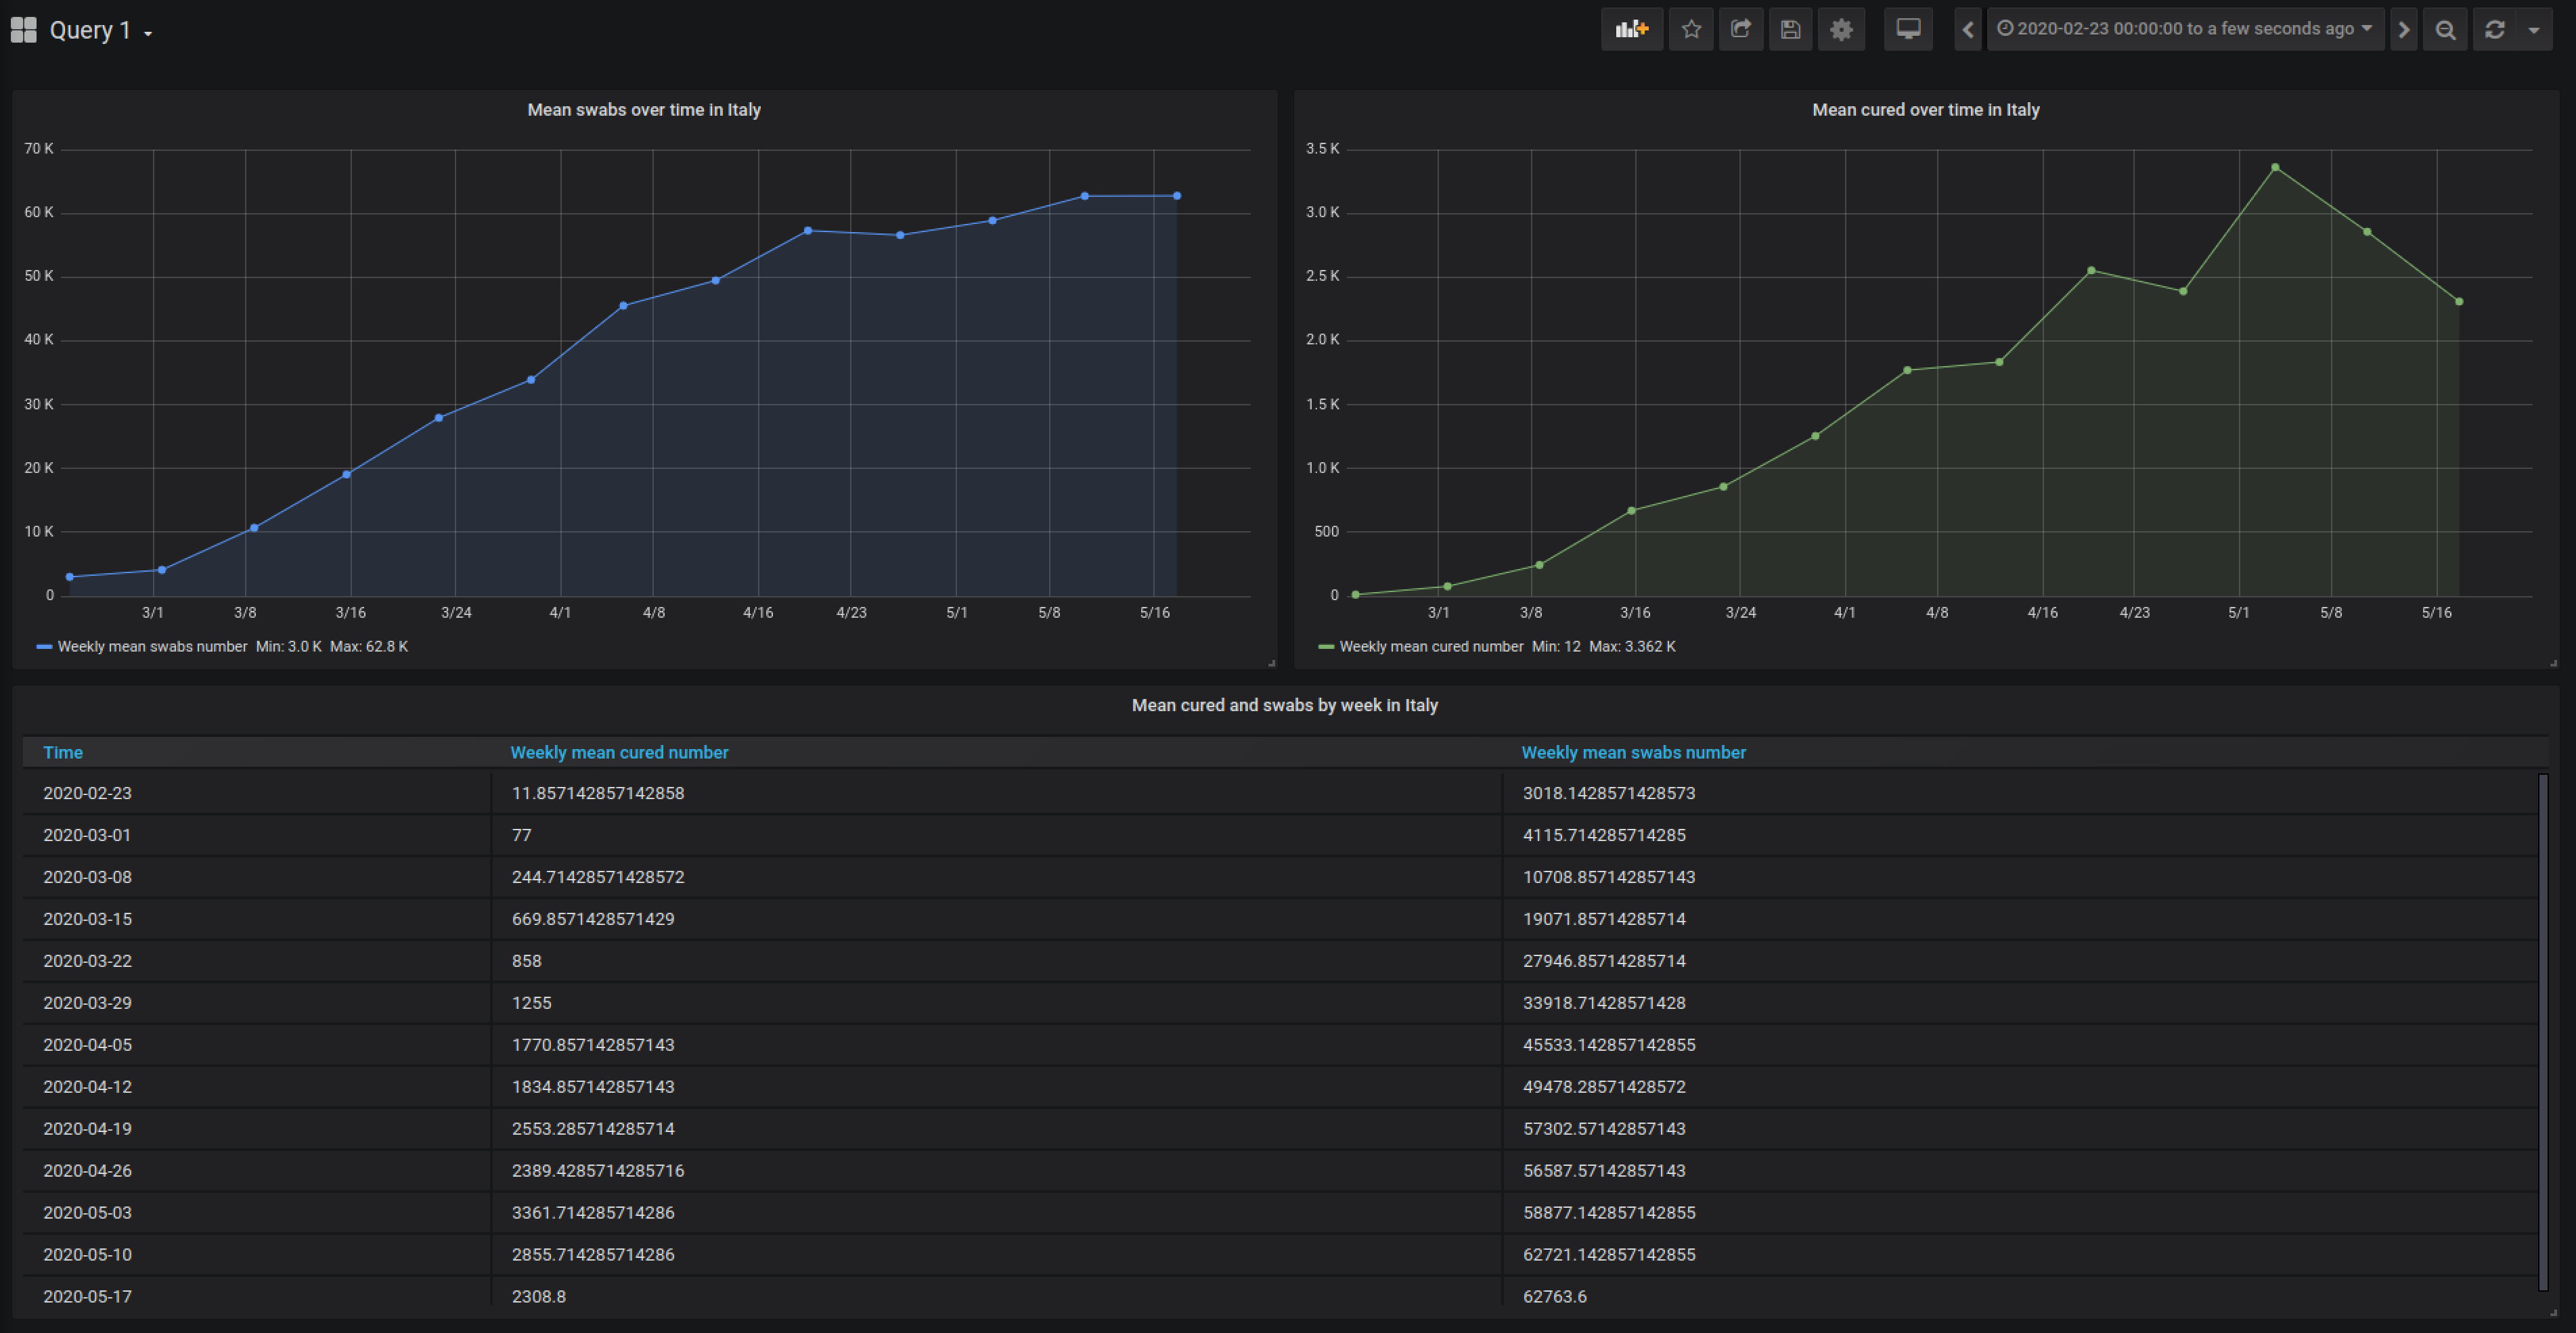 Query 1
2020-02-23 00:00:00 to a few seconds ago
Mean swabs over time in Italy
70 K
60 K
50 K
40 K
30 K
20 K
10 K
0
3/1 3/8 3/16 3/24 4/1 4/8 4/16 4/23 5/1 5/8 5/16
Weekly mean swabs number Min: 3.0 K Max: 62.8 K
Mean cured over time in Italy
3.5 K
3.0 K
2.5 K
2.0 K
1.5 K
1.0 K
500
0
3/1 3/8 3/16 3/24 4/1 4/8 4/16 4/23 5/1 5/8 5/16
Weekly mean cured number Min: 12 Max: 3.362 K
Mean cured and swabs by week in Italy
Time Weekly mean cured number Weekly mean swabs number
2020-02-23 11.857142857142858 3018.1428571428573
2020-03-01 77 4115.714285714285
2020-03-08 244.71428571428572 10708.857142857143
2020-03-15 669.8571428571429 19071.85714285714
2020-03-22 858 27946.85714285714
2020-03-29 1255 33918.71428571428
2020-04-05 1770.857142857143 45533.142857142855
2020-04-12 1834.857142857143 49478.28571428572
2020-04-19 2553.285714285714 57302.57142857143
2020-04-26 2389.4285714285716 56587.57142857143
2020-05-03 3361.714285714286 58877.142857142855
2020-05-10 2855.714285714286 62721.142857142855
2020-05-17 2308.8 62763.6